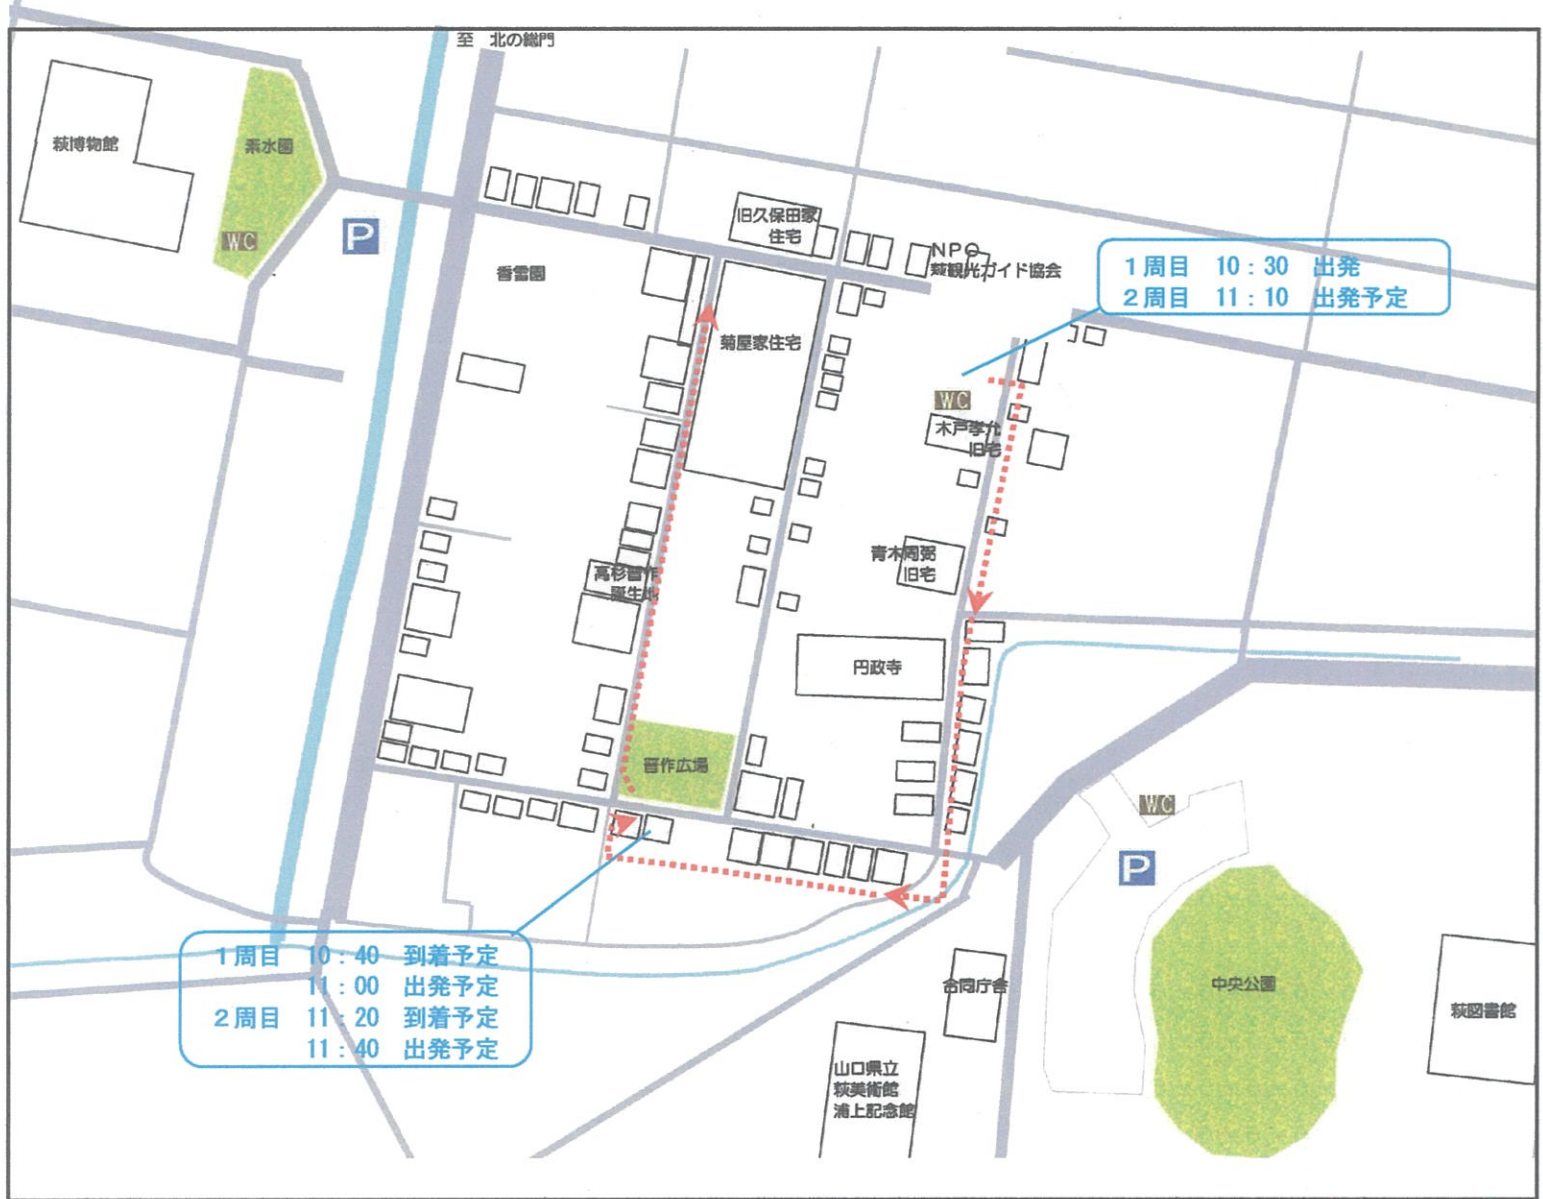 至　北の総門
萩博物館
素水園
WC
P
旧久保田家
住宅
NPO
萩観光ガイド協会
1周目　10：30　出発
2周目　11：10　出発予定
香雪園
菊屋家住宅
WC
木戸孝允
旧宅
青木周弼
旧宅
高杉晋作
誕生地
円政寺
晋作広場
WC
P
1周目　10：40　到着予定
11：00　出発予定
2周目　11：20　到着予定
11：40　出発予定
合同庁舎
中央公園
萩図書館
山口県立
萩美術館
浦上記念館